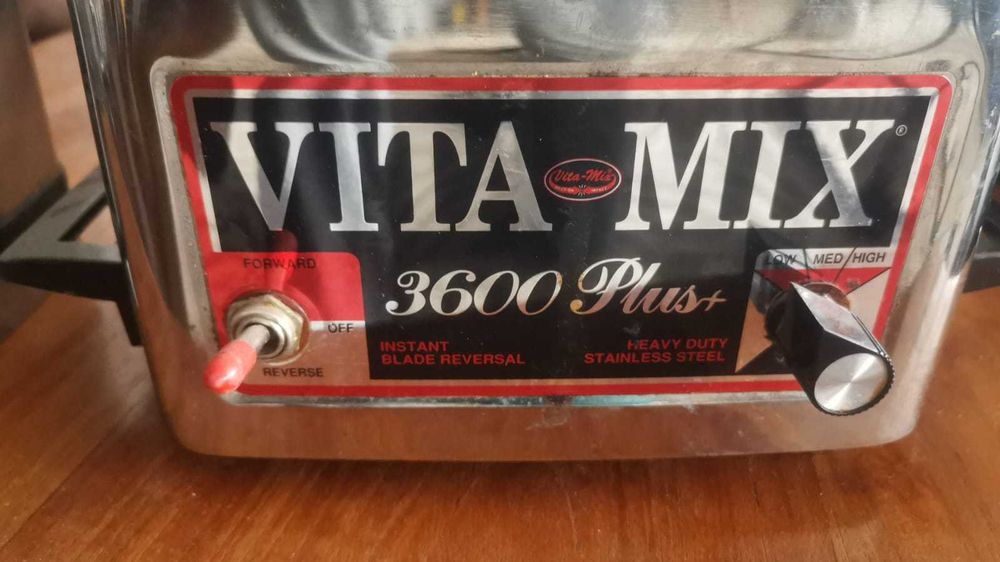 VITA Vita-Mix MIX®
FORWARD
OFF
REVERSE
3600 Plus+
INSTANT
BLADE REVERSAL
HEAVY DUTY
STAINLESS STEEL
LOW MED/HIGH